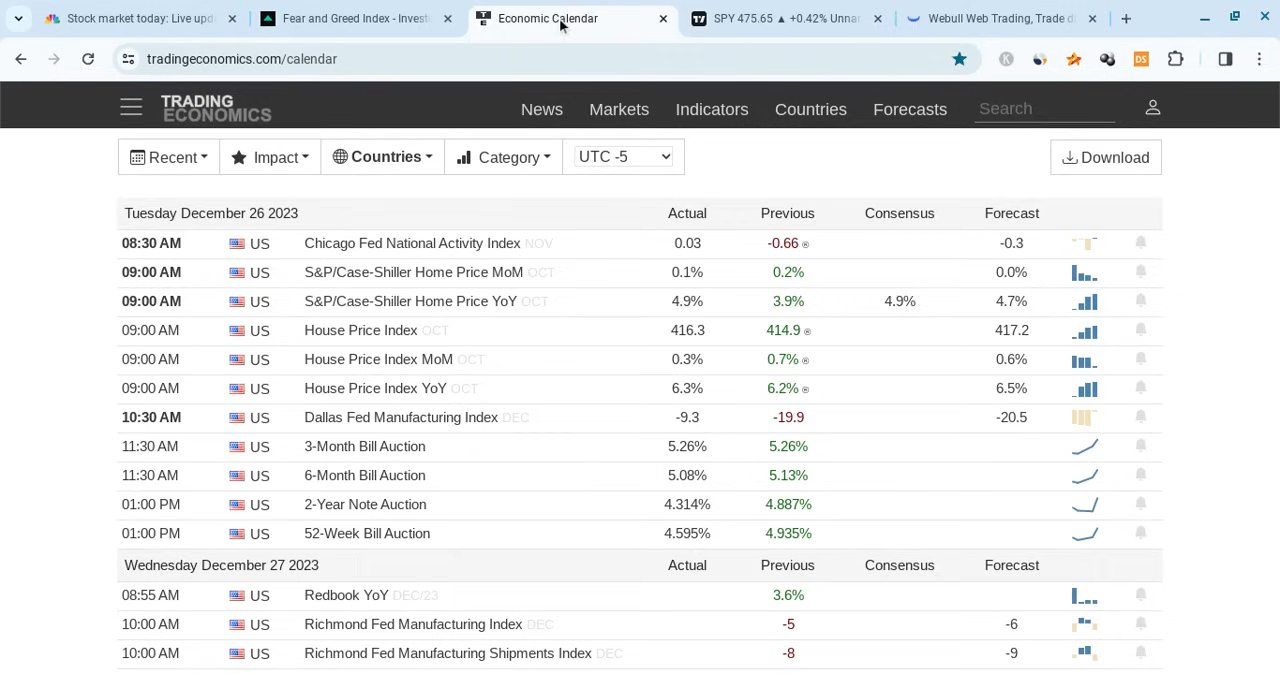 Stock market today: Live upd
Fear and Greed Index - Invest
Economic Calendar
SPY 475.65 ▲ +0.42% Unnar
Webull Web Trading, Trade d
tradingeconomics.com/calendar
K
DS
TRADING
ECONOMICS
News Markets Indicators Countries Forecasts Search
Recent Impact Countries Category UTC -5 Download
Tuesday December 26 2023 Actual Previous Consensus Forecast
08:30 AM US Chicago Fed National Activity Index NOV 0.03 -0.66 ® -0.3
09:00 AM US S&P/Case-Shiller Home Price MoM OCT 0.1% 0.2% 0.0%
09:00 AM US S&P/Case-Shiller Home Price YoY OCT 4.9% 3.9% 4.9% 4.7%
09:00 AM US House Price Index OCT 416.3 414.9 ® 417.2
09:00 AM US House Price Index MoM OCT 0.3% 0.7% ® 0.6%
09:00 AM US House Price Index YoY OCT 6.3% 6.2% ® 6.5%
10:30 AM US Dallas Fed Manufacturing Index DEC -9.3 -19.9 -20.5
11:30 AM US 3-Month Bill Auction 5.26% 5.26%
11:30 AM US 6-Month Bill Auction 5.08% 5.13%
01:00 PM US 2-Year Note Auction 4.314% 4.887%
01:00 PM US 52-Week Bill Auction 4.595% 4.935%
Wednesday December 27 2023 Actual Previous Consensus Forecast
08:55 AM US Redbook YoY DEC/23 3.6%
10:00 AM US Richmond Fed Manufacturing Index DEC -5 -6
10:00 AM US Richmond Fed Manufacturing Shipments Index DEC -8 -9